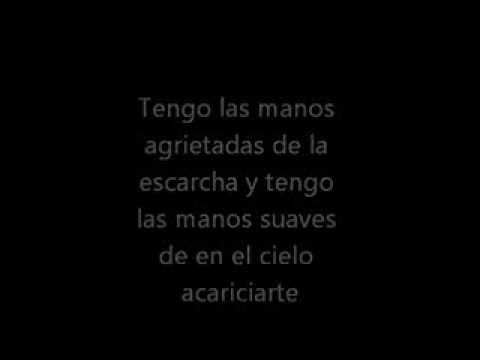 Tengo las manos
agrietadas de la
escarcha y tengo
las manos suaves
de en el cielo
acariciarte